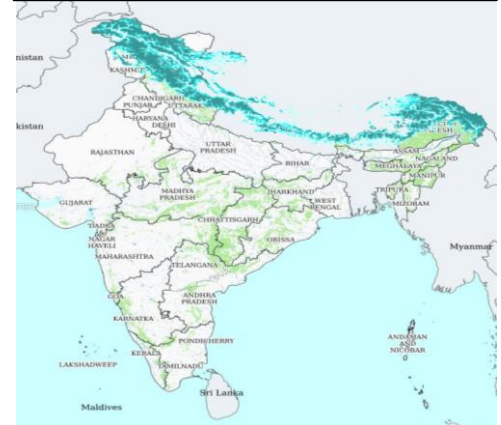 nistan
KASHMIR
CHANDIGARH
PUNJAB
UTTARAK
HARYANA
DELHI
kistan
RAJASTHAN
UTTAR
PRADESH
BIHAR
ESH
ASSAM
NAGALAND
MEGHALAYA
MANIPUR
TRIPURA
MIZORAM
GUJARAT
MADHYA
PRADESH
JHARKHAND
WEST
BENGAL
CHHATTISGARH
ORISSA
DADRA
NAGAR
HAVELI
MAHARASHTRA
TELANGANA
Myanmar
GOA
ANDHRA
PRADESH
KARNATKA
PONDICHERRY
ANDAMAN
AND
NICOBAR
KERALA
TAMILNADU
LAKSHADWEEP
Sri Lanka
Maldives